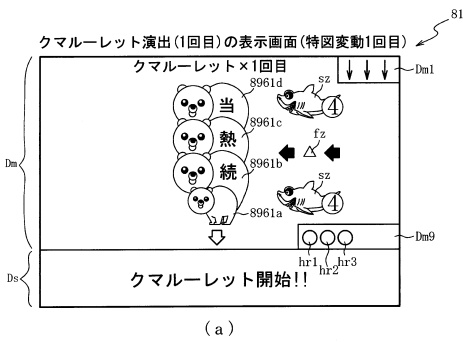 81
クマルーレット演出(1回目)の表示画面(特図変動1回目)
クマルーレット×1回目
8961d
sz
Dm1
当
④
8961c
熱
fz
Dm
8961b
続
sz
④
8961a
Dm9
hr1
hr2
hr3
Ds
クマルーレット開始!!
(a)